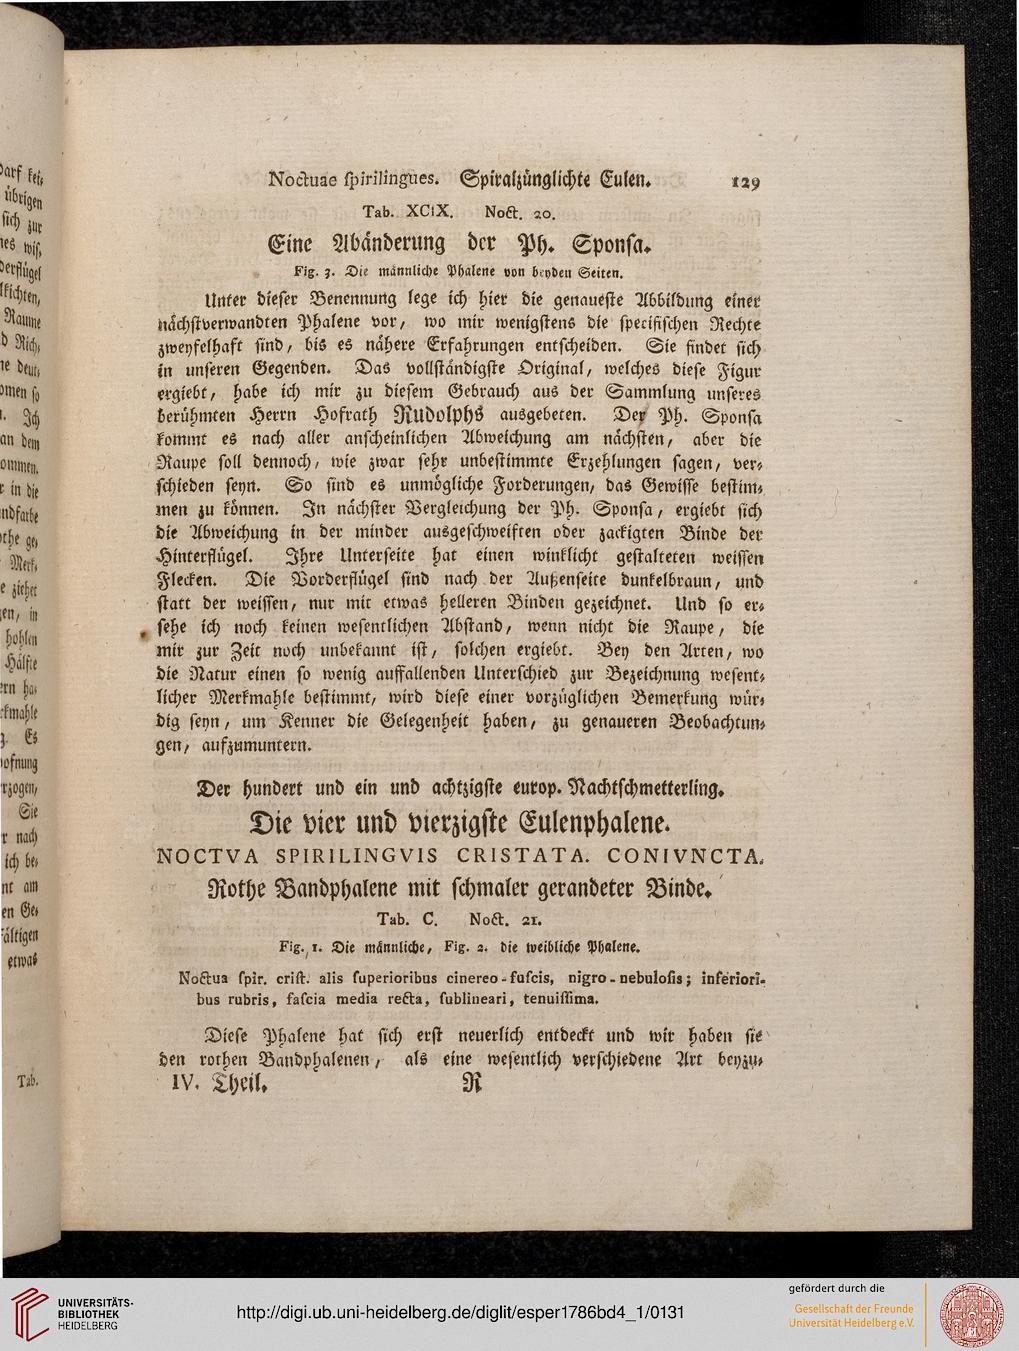 Noctuae spirilingues. Spiralzünglichte Eulen. 129
Tab. XCIX. Noct. 20.
Eine Abänderung der Ph. Sponsa.
Fig. 3. Die männliche Phalene von beyden Seiten.
Unter dieser Benennung lege ich hier die genaueste Abbildung einer
nächstverwandten Phalene vor, wo mir wenigstens die specifischen Rechte
zweyfelhaft sind, bis es nähere Erfahrungen entscheiden. Sie findet sich
in unseren Gegenden. Das vollständigste Original, welches diese Figur
ergiebt, habe ich mir zu diesem Gebrauch aus der Sammlung unseres
berühmten Herrn Hofrath Rudolphs ausgebeten. Der Ph. Sponsa
kommt es nach aller anscheinlichen Abweichung am nächsten, aber die
Raupe soll dennoch, wie zwar sehr unbestimmte Erzehlungen sagen, ver-
schieden seyn. So sind es unmögliche Forderungen, das Gewisse bestim-
men zu können. In nächster Vergleichung der Ph. Sponsa, ergiebt sich
die Abweichung in der minder ausgeschweiften oder zackigten Binde der
Hinterflügel. Ihre Unterseite hat einen winklicht gestalteten weissen
Flecken. Die Vorderflügel sind nach der Außenseite dunkelbraun, und
statt der weissen, nur mit etwas helleren Binden gezeichnet. Und so er-
sehe ich noch keinen wesentlichen Abstand, wenn nicht die Raupe, die
mir zur Zeit noch unbekannt ist, solchen ergiebt. Bey den Arten, wo
die Natur einen so wenig auffallenden Unterschied zur Bezeichnung wesent-
licher Merkmahle bestimmt, wird diese einer vorzüglichen Bemerkung wür-
dig seyn, um Kenner die Gelegenheit haben, zu genaueren Beobachtun-
gen, aufzumuntern.
Der hundert und ein und achtzigste europ. Nachtschmetterling.
Die vier und vierzigste Eulenphalene.
NOCTVA SPIRILINGVIS CRISTATA. CONIVNCTA.
Rothe Bandphalene mit schmaler gerandeter Binde.
Tab. C. Noct. 21.
Fig. 1. Die männliche, Fig. 2. die weibliche Phalene.
Noctua spir. crist. alis superioribus cinereo-fuscis, nigro-nebulosis; inferiori-
bus rubris, fascia media recta, sublineari, tenuissima.
Diese Phalene hat sich erst neuerlich entdeckt und wir haben sie
den rothen Bandphalenen, als eine wesentlich verschiedene Art beyzu-
IV. Theil. R
Tab.
UNIVERSITÄTS-
BIBLIOTHEK
HEIDELBERG
http://digi.ub.uni-heidelberg.de/diglit/esper1786bd4_1/0131
gefördert durch die
Gesellschaft der Freunde
Universität Heidelberg e.V.